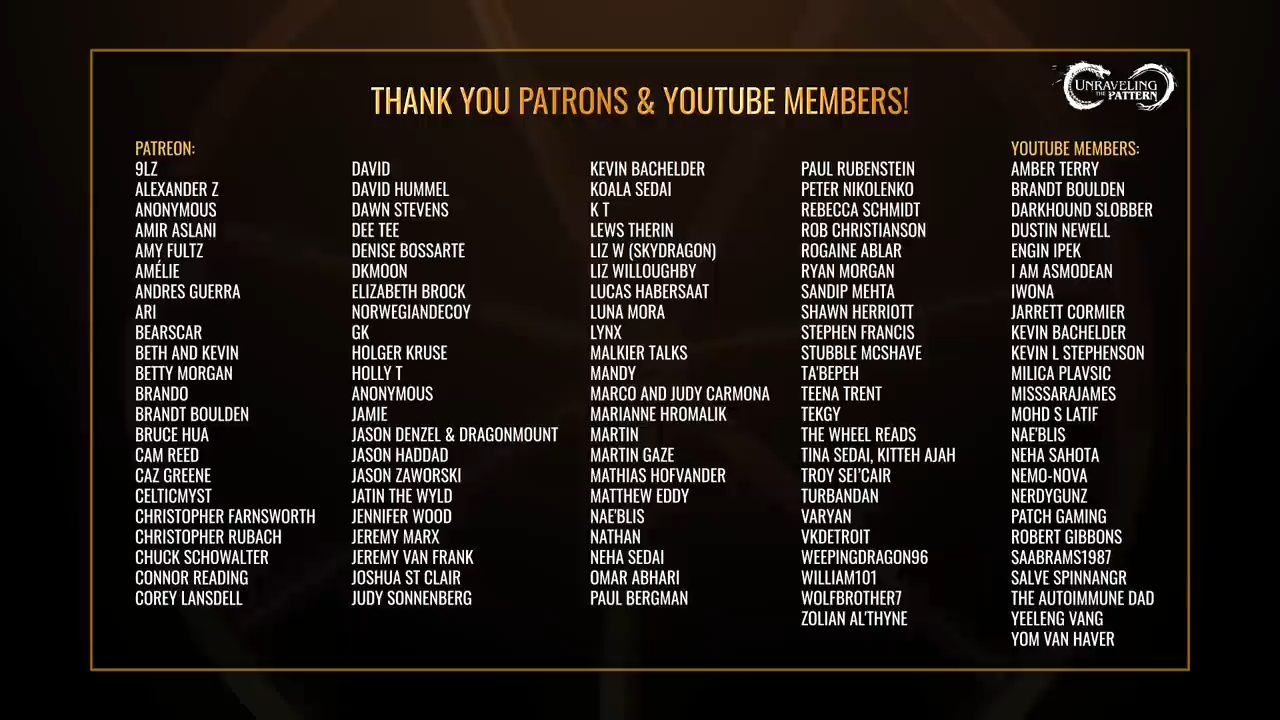 UNRAVELING
THE PATTERN
THANK YOU PATRONS & YOUTUBE MEMBERS!
PATREON:
9LZ
ALEXANDER Z
ANONYMOUS
AMIR ASLANI
AMY FULTZ
AMÉLIE
ANDRES GUERRA
ARI
BEARSCAR
BETH AND KEVIN
BETTY MORGAN
BRANDO
BRANDT BOULDEN
BRUCE HUA
CAM REED
CAZ GREENE
CELTICMYST
CHRISTOPHER FARNSWORTH
CHRISTOPHER RUBACH
CHUCK SCHOWALTER
CONNOR READING
COREY LANSDELL
DAVID
DAVID HUMMEL
DAWN STEVENS
DEE TEE
DENISE BOSSARTE
DKMOON
ELIZABETH BROCK
NORWEGIANDECOY
GK
HOLGER KRUSE
HOLLY T
ANONYMOUS
JAMIE
JASON DENZEL & DRAGONMOUNT
JASON HADDAD
JASON ZAWORSKI
JATIN THE WYLD
JENNIFER WOOD
JEREMY MARX
JEREMY VAN FRANK
JOSHUA ST CLAIR
JUDY SONNENBERG
KEVIN BACHELDER
KOALA SEDAI
K T
LEWS THERIN
LIZ W (SKYDRAGON)
LIZ WILLOUGHBY
LUCAS HABERSAAT
LUNA MORA
LYNX
MALKIER TALKS
MANDY
MARCO AND JUDY CARMONA
MARIANNE HROMALIK
MARTIN
MARTIN GAZE
MATHIAS HOFVANDER
MATTHEW EDDY
NAE'BLIS
NATHAN
NEHA SEDAI
OMAR ABHARI
PAUL BERGMAN
PAUL RUBENSTEIN
PETER NIKOLENKO
REBECCA SCHMIDT
ROB CHRISTIANSON
ROGAINE ABLAR
RYAN MORGAN
SANDIP MEHTA
SHAWN HERRIOTT
STEPHEN FRANCIS
STUBBLE MCSHAVE
TA'BEPEH
TEENA TRENT
TEKGY
THE WHEEL READS
TINA SEDAI, KITTEH AJAH
TROY SEI'CAIR
TURBANDAN
VARYAN
VKDETROIT
WEEPINGDRAGON96
WILLIAM101
WOLFBROTHER7
ZOLIAN AL'THYNE
YOUTUBE MEMBERS:
AMBER TERRY
BRANDT BOULDEN
DARKHOUND SLOBBER
DUSTIN NEWELL
ENGIN IPEK
I AM ASMODEAN
IWONA
JARRETT CORMIER
KEVIN BACHELDER
KEVIN L STEPHENSON
MILICA PLAVSIC
MISSSARAJAMES
MOHD S LATIF
NAE'BLIS
NEHA SAHOTA
NEMO-NOVA
NERDYGUNZ
PATCH GAMING
ROBERT GIBBONS
SAABRAMS1987
SALVE SPINNANGR
THE AUTOIMMUNE DAD
YEELENG VANG
YOM VAN HAVER